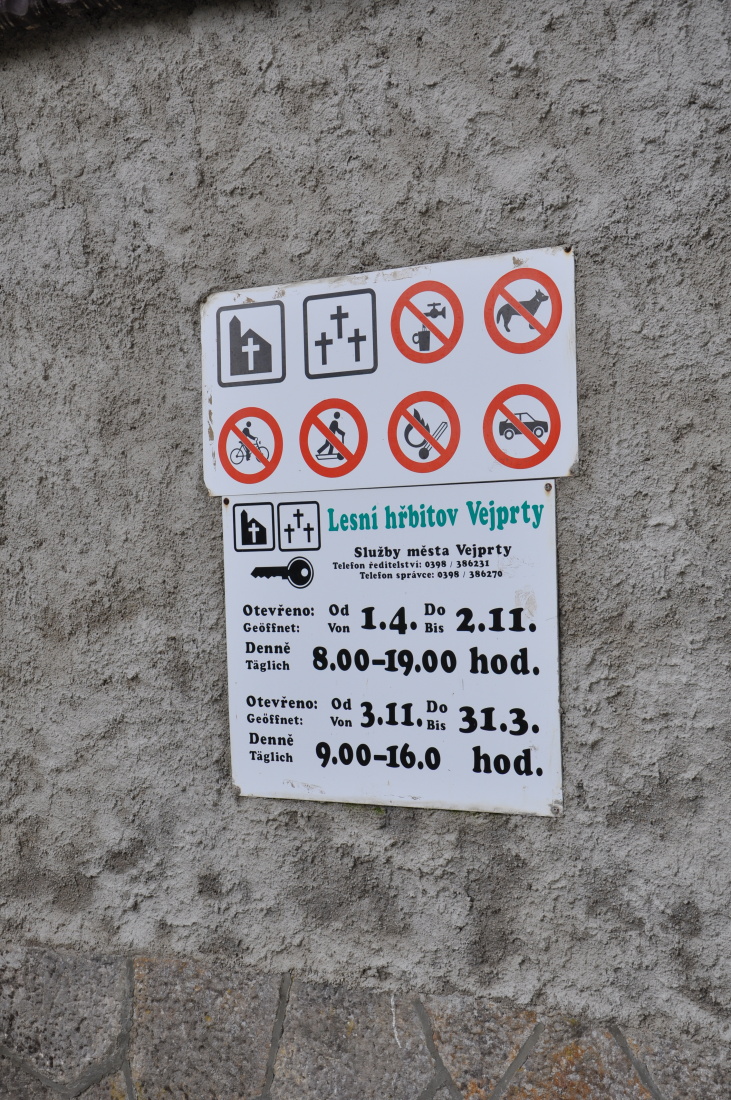 Lesní hřbitov Vejprty
Služby města Vejprty
Telefon ředitelství: 0398 / 386231
Telefon správce: 0398 / 386270
Otevřeno: Od 1.4. Do 2.11.
Geöffnet: Von Bis
Denně 8.00–19.00 hod.
Täglich
Otevřeno: Od 3.11. Do 31.3.
Geöffnet: Von Bis
Denně 9.00–16.0 hod.
Täglich